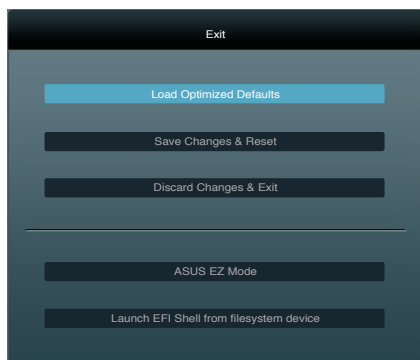 Exit
Load Optimized Defaults
Save Changes & Reset
Discard Changes & Exit
ASUS EZ Mode
Launch EFI Shell from filesystem device